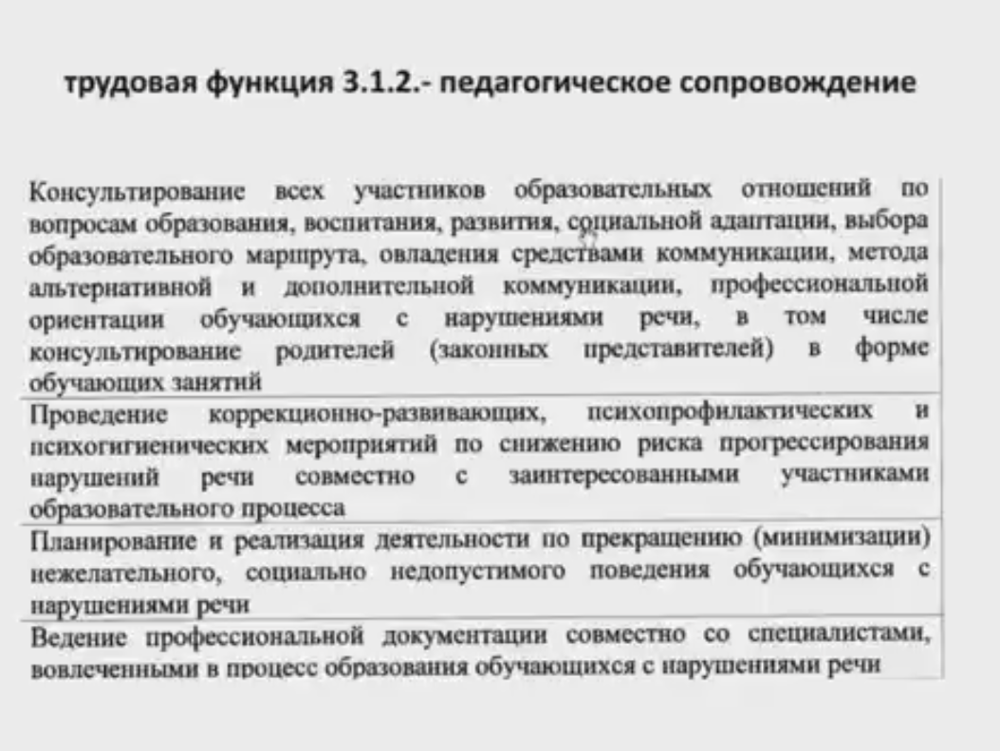 трудовая функция 3.1.2.- педагогическое сопровождение
Консультирование всех участников образовательных отношений по
вопросам образования, воспитания, развития, социальной адаптации, выбора
образовательного маршрута, овладения средствами коммуникации, метода
альтернативной и дополнительной коммуникации, профессиональной
ориентации обучающихся с нарушениями речи, в том числе
консультирование родителей (законных представителей) в форме
обучающих занятий
Проведение коррекционно-развивающих, психопрофилактических и
психогигиенических мероприятий по снижению риска прогрессирования
нарушений речи совместно с заинтересованными участниками
образовательного процесса
Планирование и реализация деятельности по прекращению (минимизации)
нежелательного, социально недопустимого поведения обучающихся с
нарушениями речи
Ведение профессиональной документации совместно со специалистами,
вовлеченными в процесс образования обучающихся с нарушениями речи